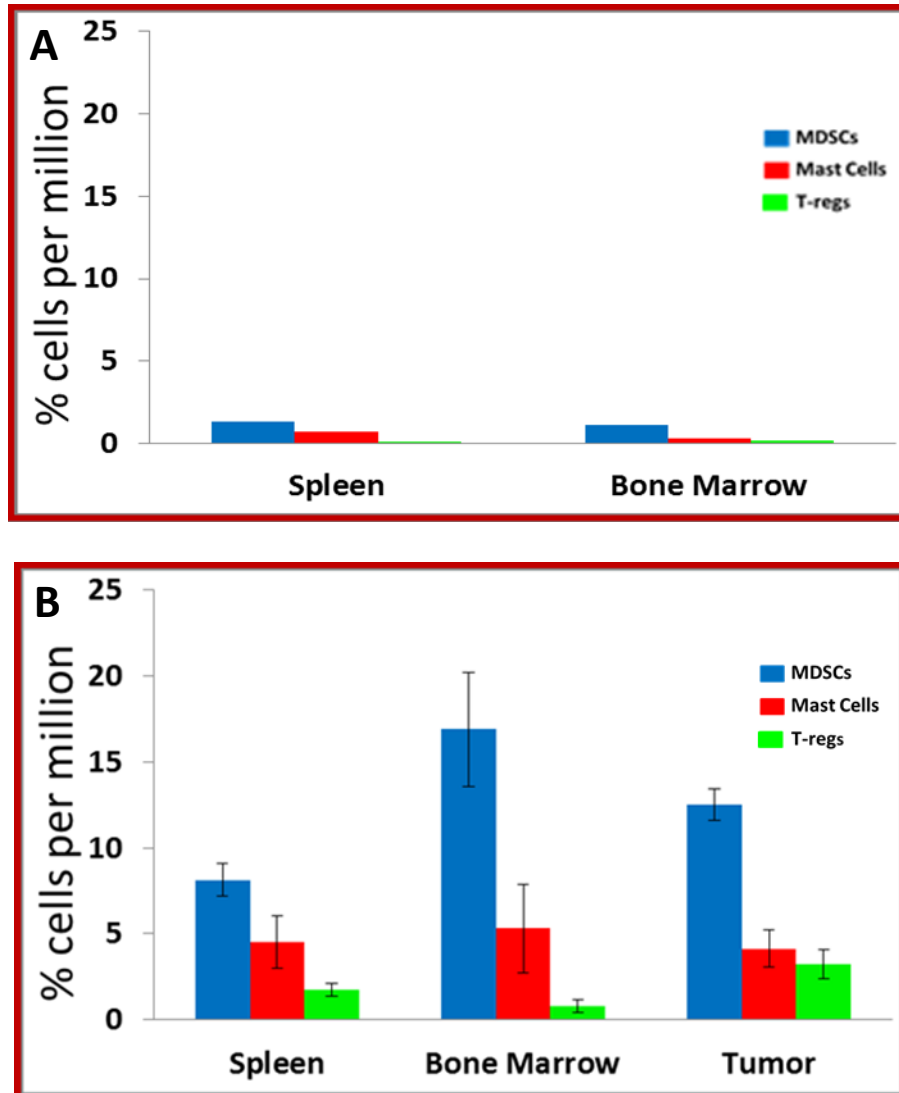 A
% cells per million
25
20
15
10
5
0
MDSCs
Mast Cells
T-regs
Spleen
Bone Marrow
B
% cells per million
25
20
15
10
5
0
MDSCs
Mast Cells
T-regs
Spleen
Bone Marrow
Tumor